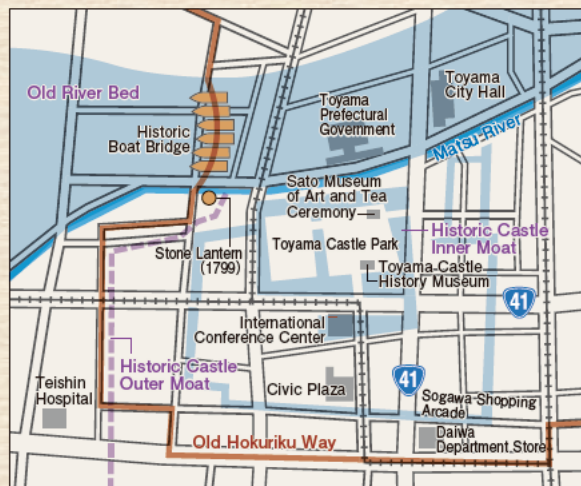 Old River Bed
Historic
Boat Bridge
Toyama
Prefectural
Government
Toyama
City Hall
Matsu-River
Sato Museum
of Art and Tea
Ceremony
Stone Lantern
(1799)
Toyama Castle Park
Historic Castle
Inner Moat
Toyama Castle
History Museum
41
International
Conference Center
Historic Castle
Outer Moat
Teishin
Hospital
Civic Plaza
41
Sogawa Shopping
Arcade
Daiwa
Department Store
Old Hokuriku Way